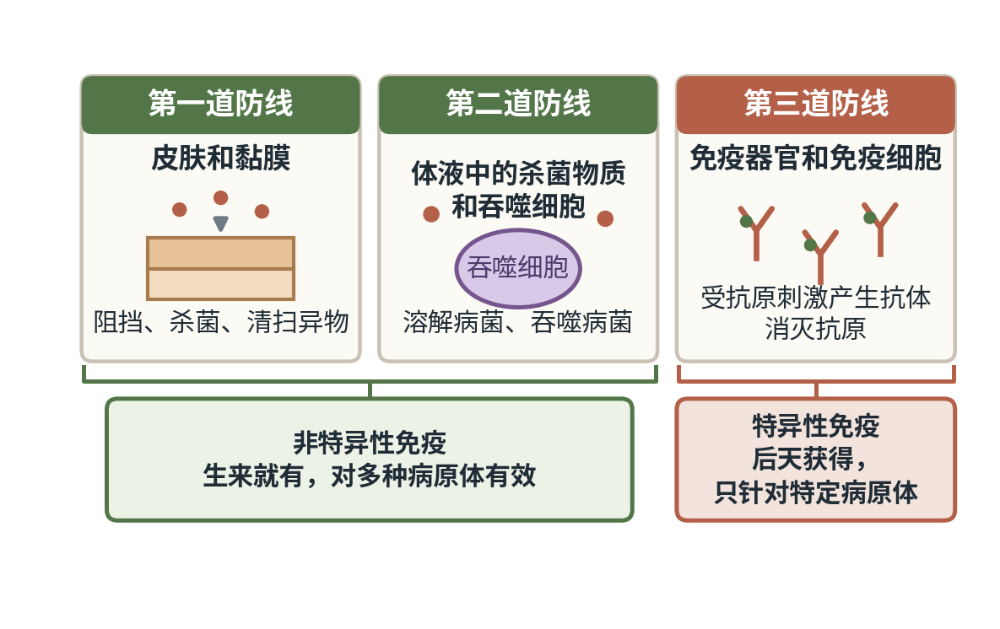 第一道防线
皮肤和黏膜
阻挡、杀菌、清扫异物
第二道防线
体液中的杀菌物质
和吞噬细胞
吞噬细胞
溶解病菌、吞噬病菌
第三道防线
免疫器官和免疫细胞
受抗原刺激产生抗体
消灭抗原
非特异性免疫
生来就有，对多种病原体有效
特异性免疫
后天获得，
只针对特定病原体